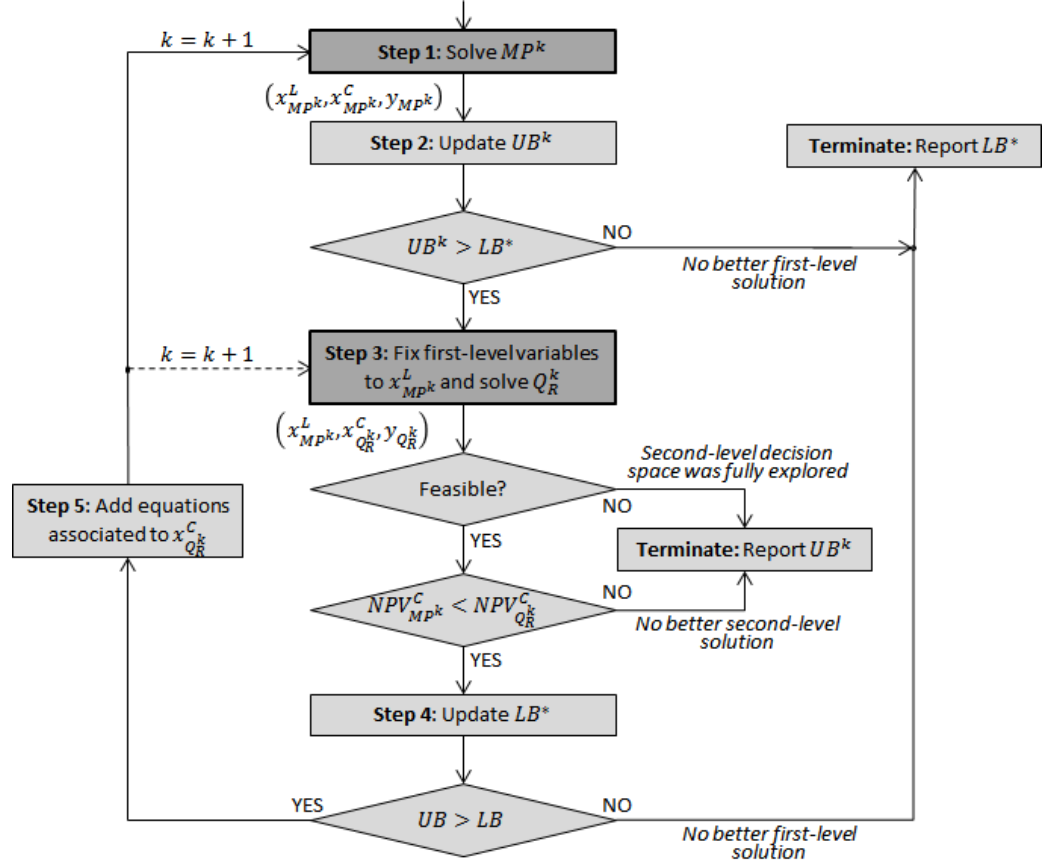 k = k + 1
Step 1: Solve MP^k
(x^L_{MP^k}, x^C_{MP^k}, y_{MP^k})
Step 2: Update UB^k
Terminate: Report LB*
UB^k > LB*
NO
No better first-level
solution
YES
k = k + 1
Step 3: Fix first-level variables
to x^L_{MP^k} and solve Q^k_R
(x^L_{MP^k}, x^C_{Q^k_R}, y_{Q^k_R})
Second-level decision
space was fully explored
Feasible?
NO
Step 5: Add equations
associated to x^C_{Q^k_R}
YES
Terminate: Report UB^k
NPV^C_{MP^k} < NPV^C_{Q^k_R}
NO
No better second-level
solution
YES
Step 4: Update LB*
YES
UB > LB
NO
No better first-level
solution